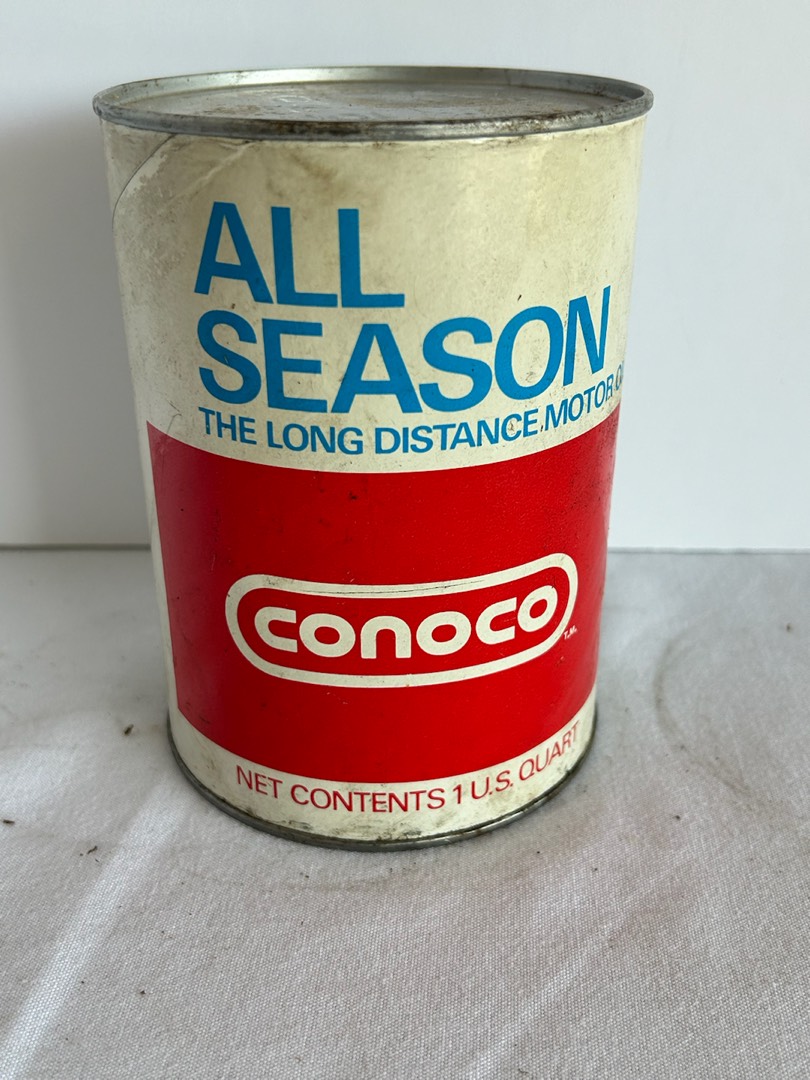 ALL
SEASON
THE LONG DISTANCE MOTOR
CONOCO
T.M.
NET CONTENTS 1 U.S. QUART